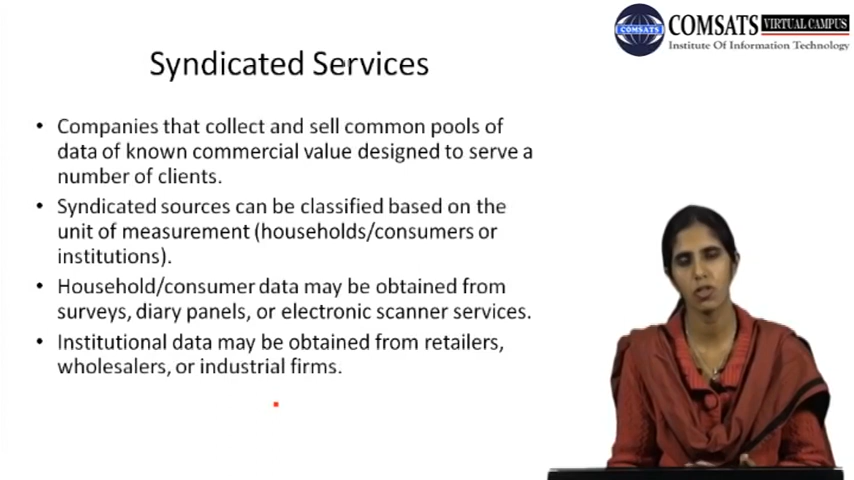 COMSATS VIRTUAL CAMPUS
COMSATS
Institute Of Information Technology
Syndicated Services
• Companies that collect and sell common pools of
data of known commercial value designed to serve a
number of clients.
• Syndicated sources can be classified based on the
unit of measurement (households/consumers or
institutions).
• Household/consumer data may be obtained from
surveys, diary panels, or electronic scanner services.
• Institutional data may be obtained from retailers,
wholesalers, or industrial firms.